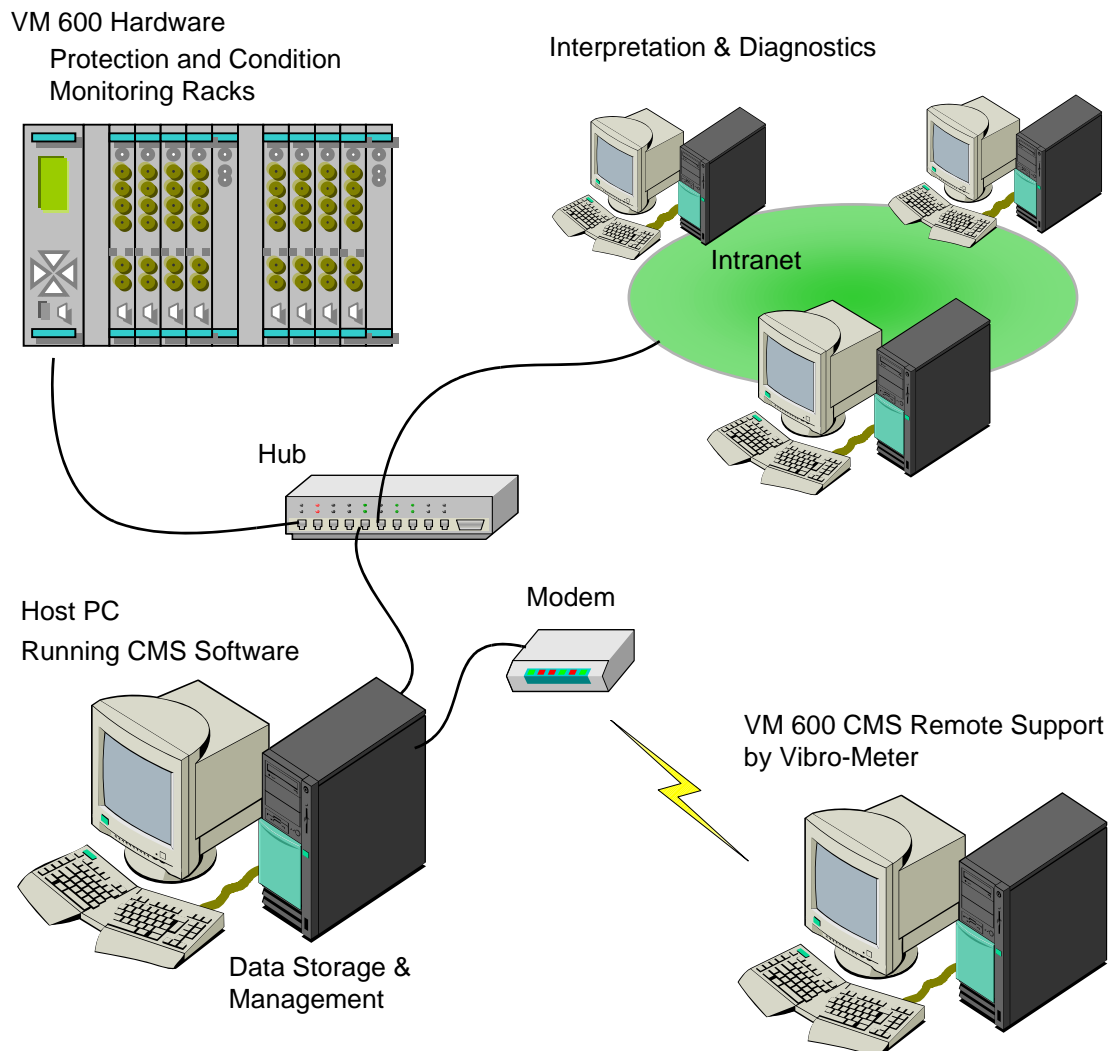 VM 600 Hardware
Protection and Condition
Monitoring Racks
Interpretation & Diagnostics
Intranet
Hub
Host PC
Running CMS Software
Modem
VM 600 CMS Remote Support
by Vibro-Meter
Data Storage &
Management